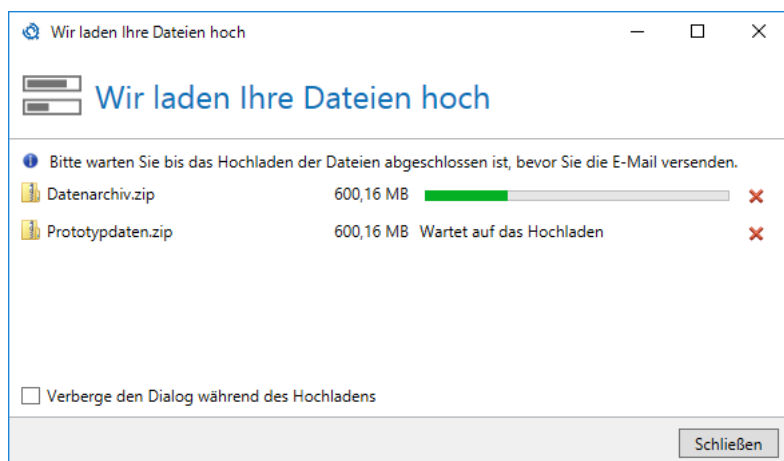 Wir laden Ihre Dateien hoch
Wir laden Ihre Dateien hoch
Bitte warten Sie bis das Hochladen der Dateien abgeschlossen ist, bevor Sie die E-Mail versenden.
Datenarchiv.zip 600,16 MB
Prototypdaten.zip 600,16 MB Wartet auf das Hochladen
Verberge den Dialog während des Hochladens
Schließen